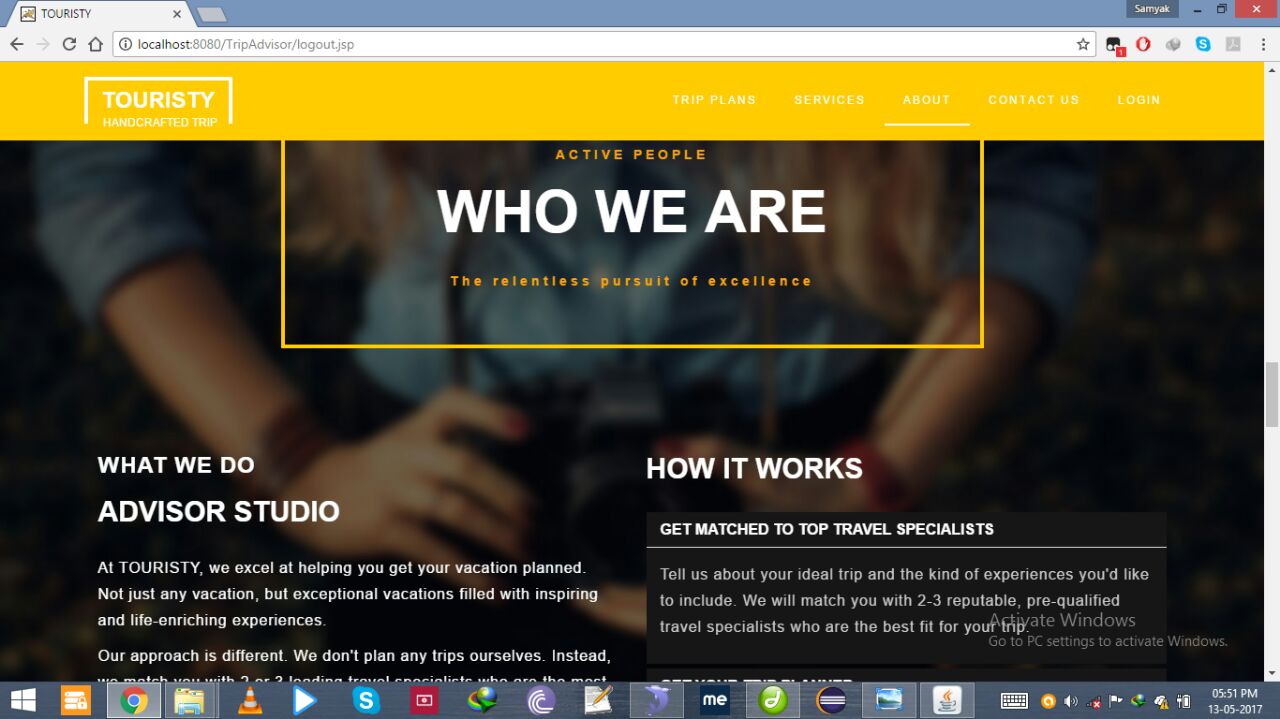 TOURISTY
Samyak
localhost:8080/TripAdvisor/logout.jsp
1
TOURISTY
HANDCRAFTED TRIP
TRIP PLANS
SERVICES
ABOUT
CONTACT US
LOGIN
ACTIVE PEOPLE
WHO WE ARE
The relentless pursuit of excellence
WHAT WE DO
ADVISOR STUDIO
At TOURISTY, we excel at helping you get your vacation planned.
Not just any vacation, but exceptional vacations filled with inspiring
and life-enriching experiences.
Our approach is different. We don't plan any trips ourselves. Instead,
we match you with 2 or 3 leading travel specialists who are the most
HOW IT WORKS
GET MATCHED TO TOP TRAVEL SPECIALISTS
Tell us about your ideal trip and the kind of experiences you'd like
to include. We will match you with 2-3 reputable, pre-qualified
travel specialists who are the best fit for your trip.
GET YOUR TRIP PLANNED
Activate Windows
Go to PC settings to activate Windows.
me
05:51 PM
13-05-2017